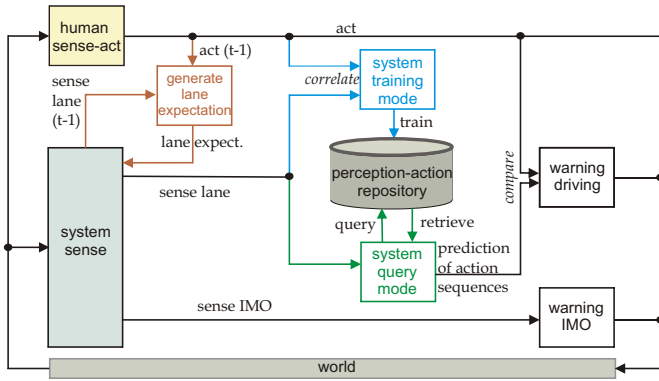 human
sense-act
act
act (t-1)
sense
lane
(t-1)
generate
lane
expectation
correlate
system
training
mode
train
lane expect.
perception-action
repository
sense lane
compare
warning
driving
system
sense
query
retrieve
system
query
mode
prediction
of action
sequences
sense IMO
warning
IMO
world